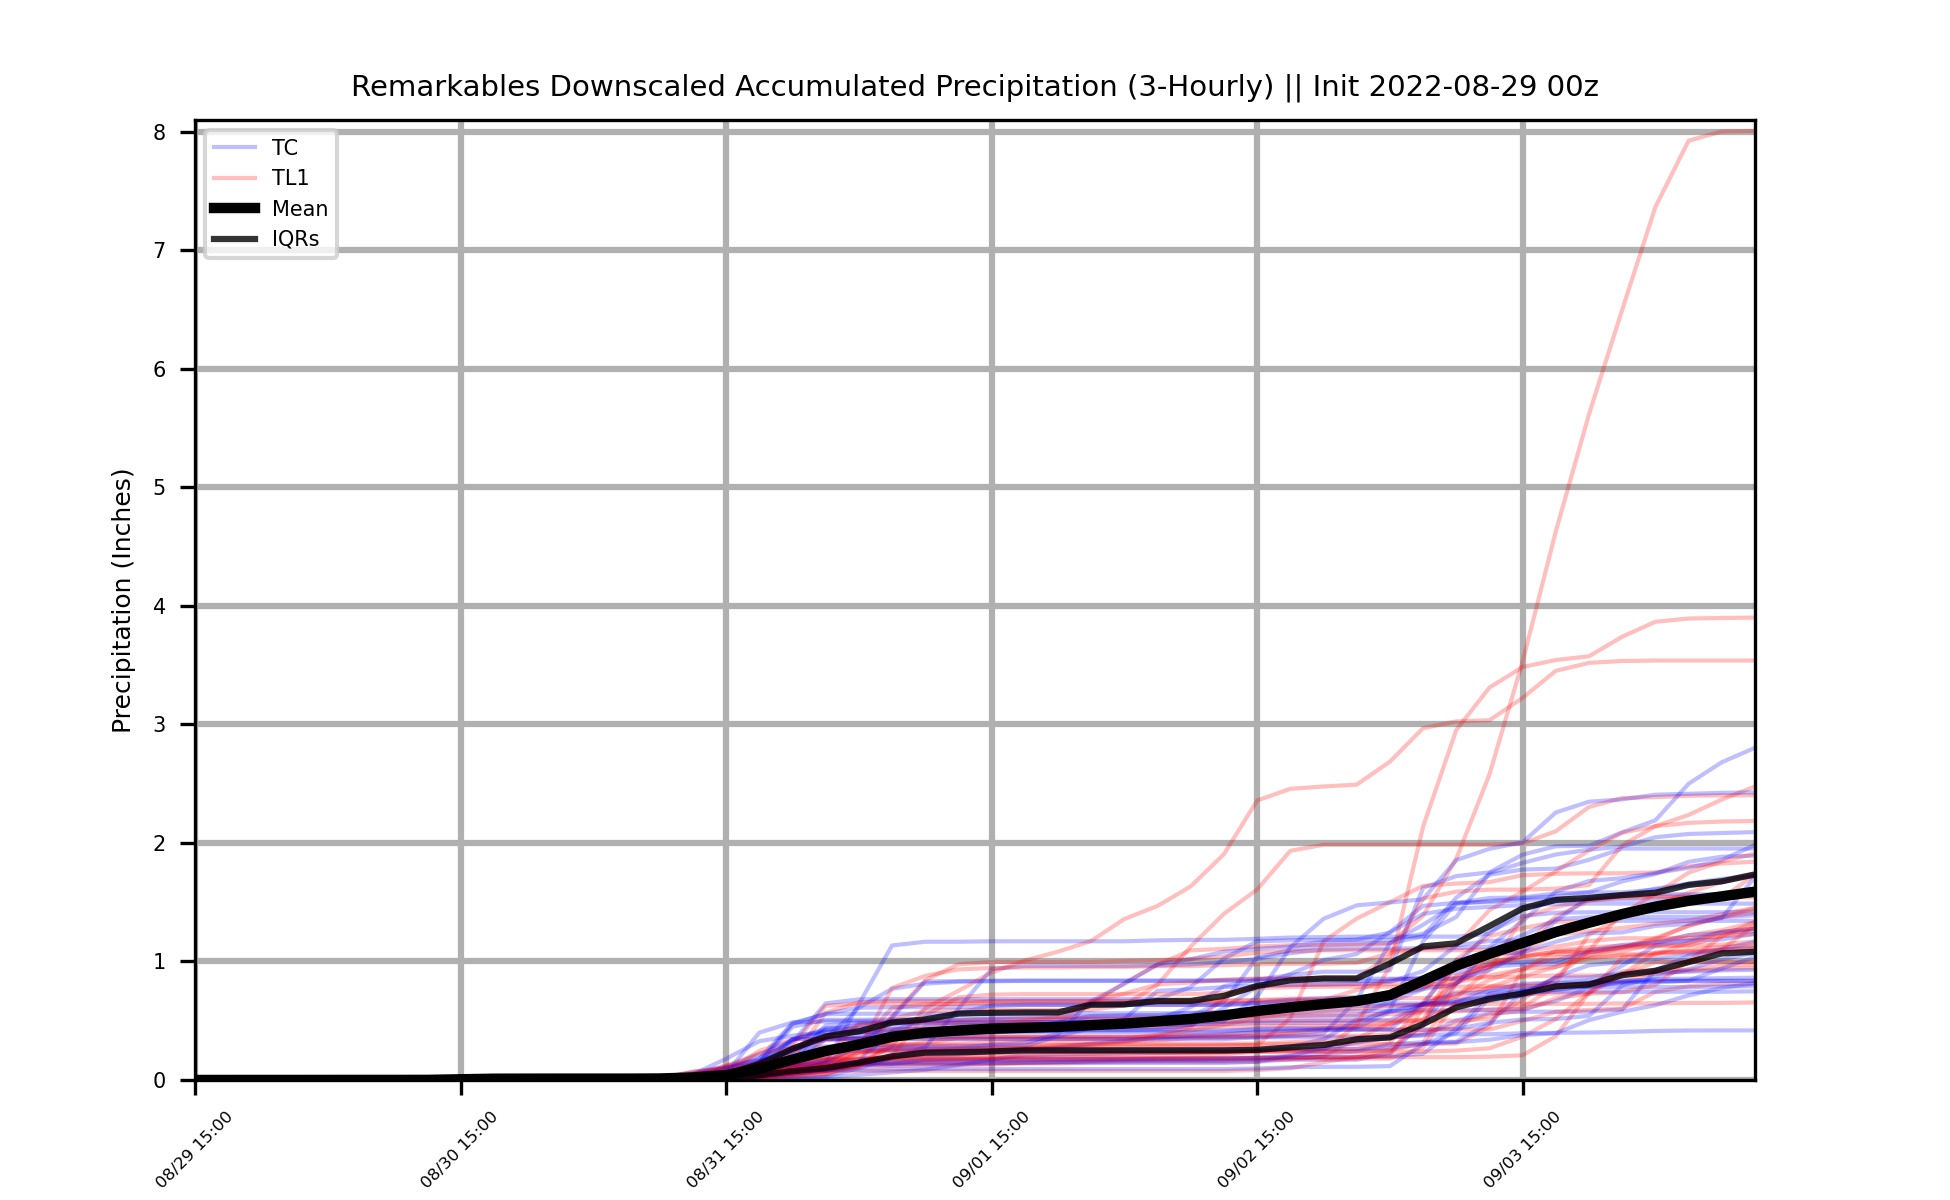 Remarkables Downscaled Accumulated Precipitation (3-Hourly) || Init 2022-08-29 00z
TC
TL1
Mean
IQRs
Precipitation (Inches)
8
7
6
5
4
3
2
1
0
08/29 15:00
08/30 15:00
08/31 15:00
09/01 15:00
09/02 15:00
09/03 15:00